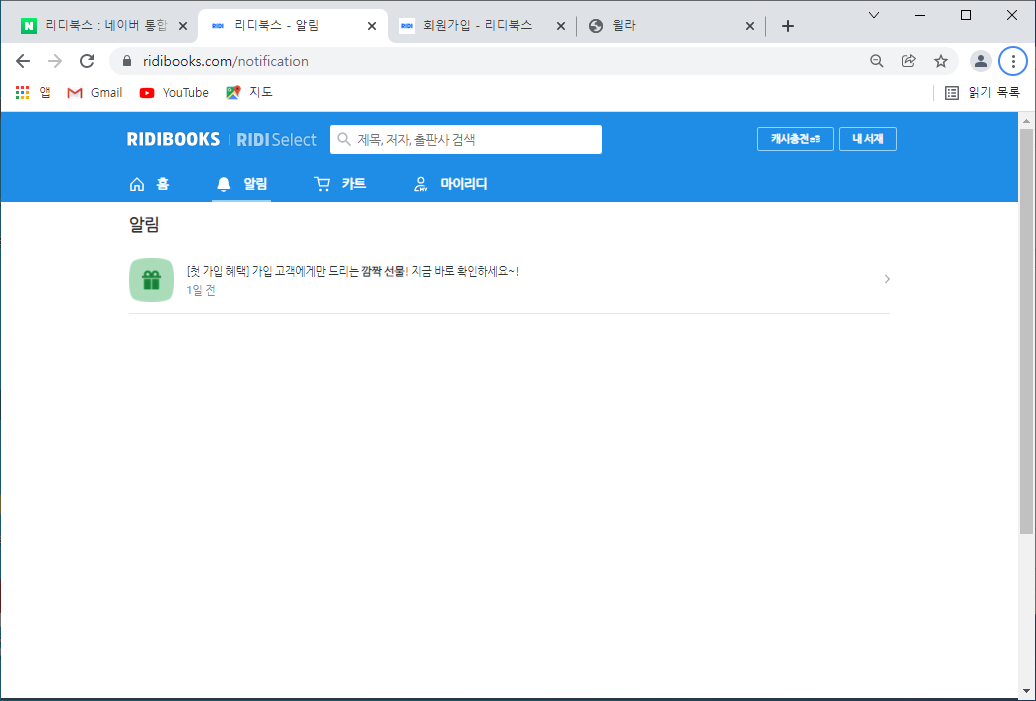 리디북스 : 네이버 통합
리디북스 - 알림
회원가입 - 리디북스
윌라
ridibooks.com/notification
앱
Gmail
YouTube
지도
읽기 목록
RIDIBOOKS
RIDI Select
제목, 저자, 출판사 검색
캐시충전
내 서재
홈
알림
카트
마이리디
알림
[첫 가입 혜택] 가입 고객에게만 드리는 깜짝 선물! 지금 바로 확인하세요~!
1일 전